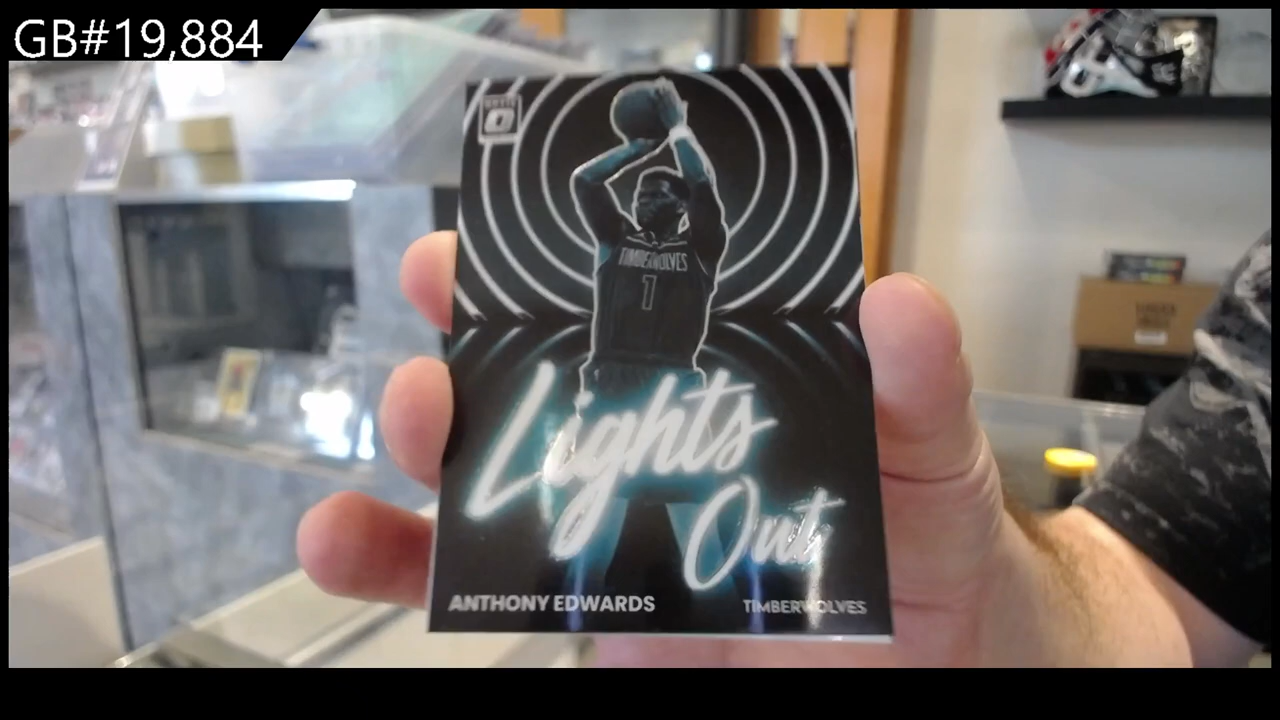 GB#19,884
TIMBERWOLVES
1
Lights
Out
ANTHONY EDWARDS
TIMBERWOLVES